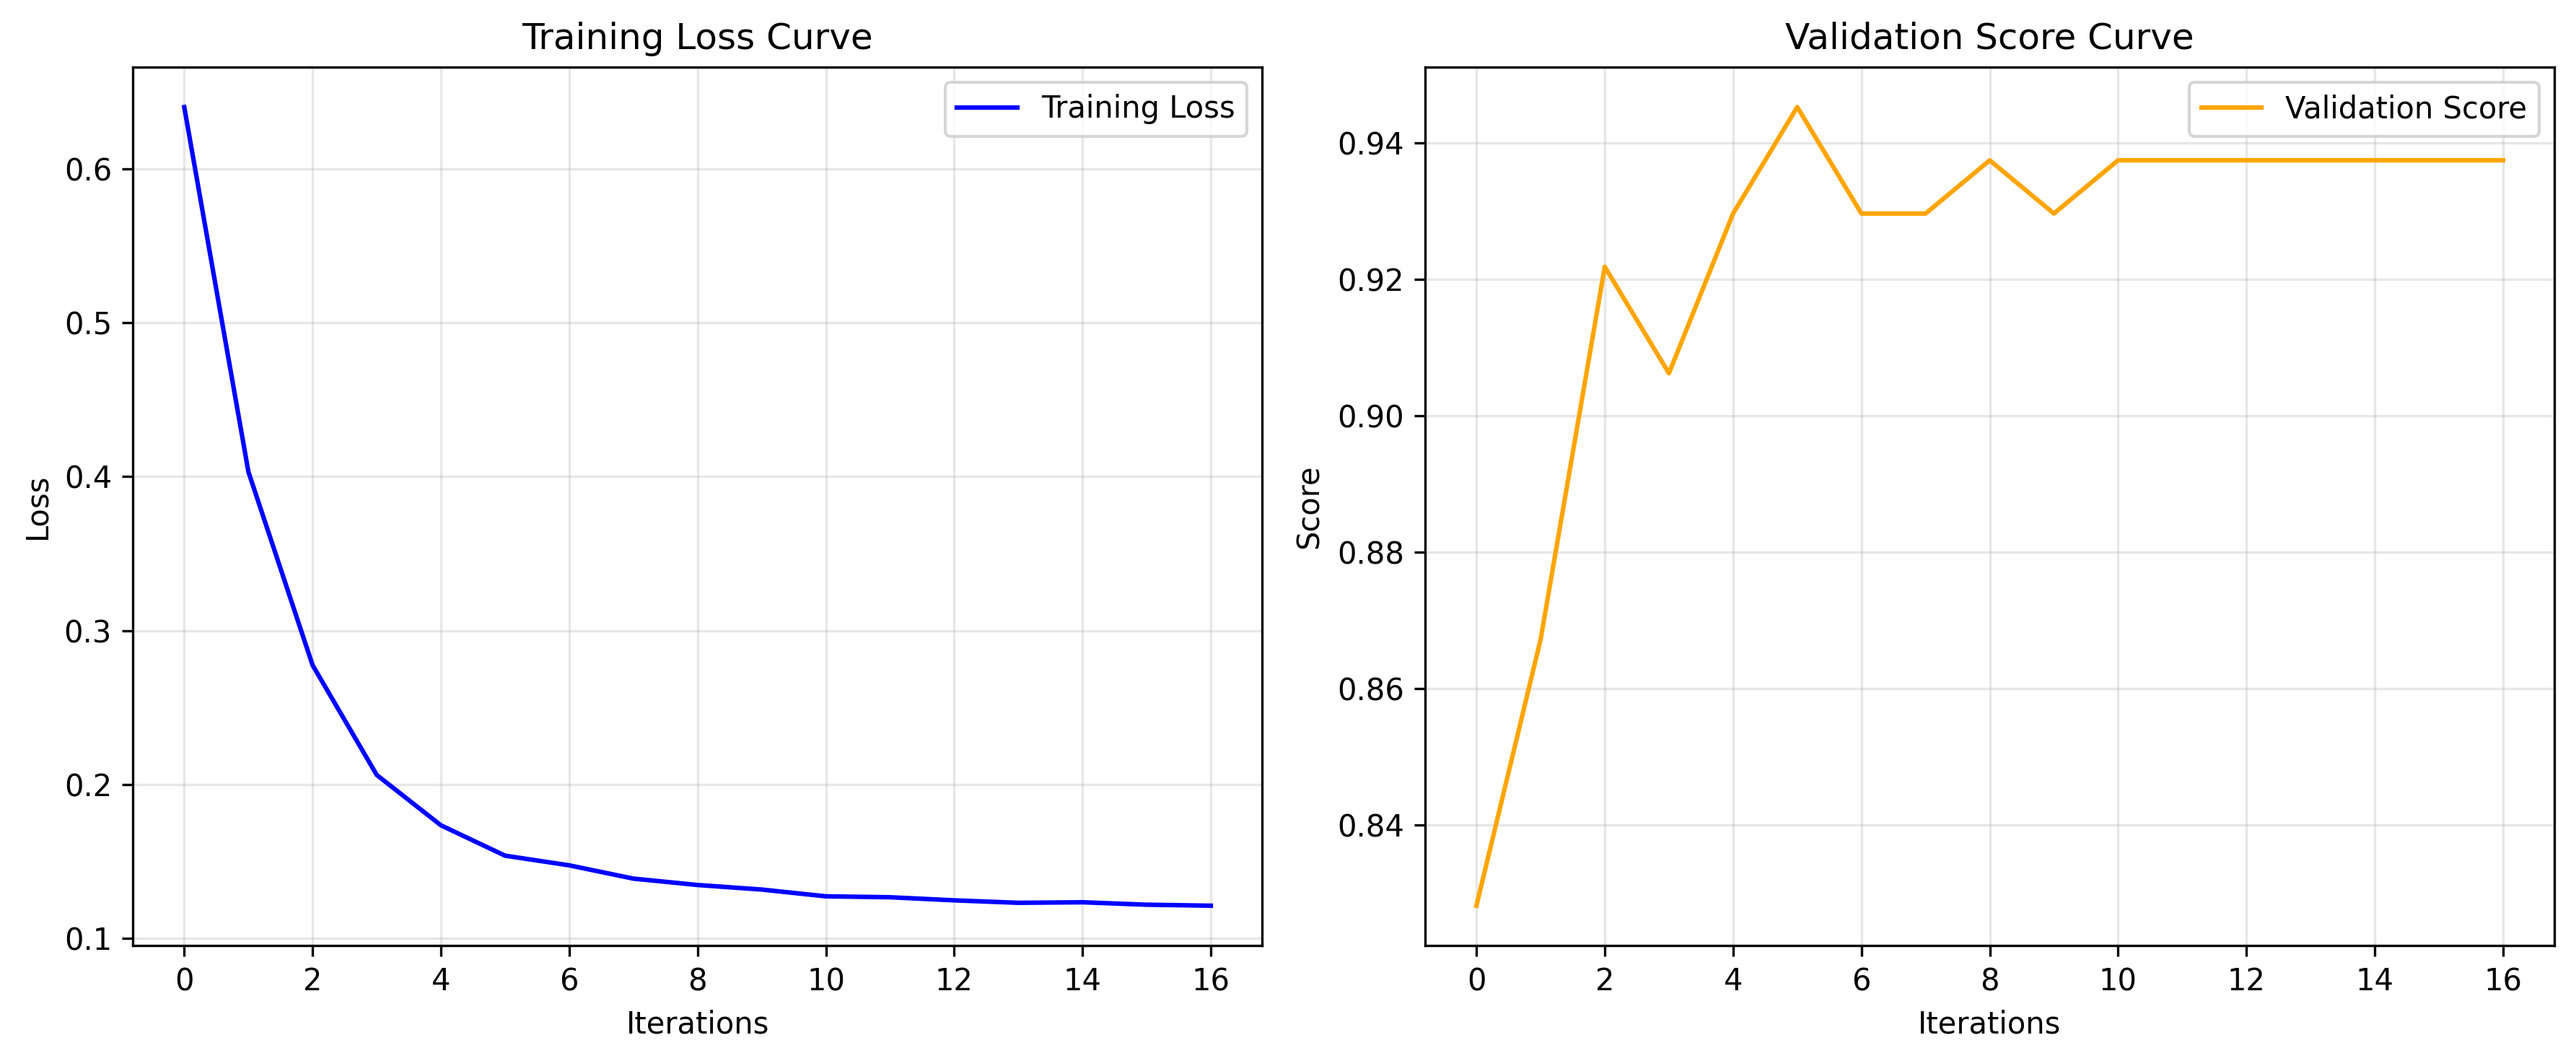 Training Loss Curve
Training Loss
0.6
0.5
0.4
0.3
0.2
0.1
Loss
0 2 4 6 8 10 12 14 16
Iterations
Validation Score Curve
Validation Score
0.94
0.92
0.90
0.88
0.86
0.84
Score
0 2 4 6 8 10 12 14 16
Iterations